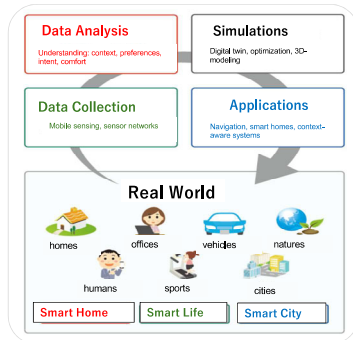 Data Analysis
Understanding: context, preferences,
intent, comfort
Simulations
Digital twin, optimization, 3D-
modeling
Data Collection
Mobile sensing, sensor networks
Applications
Navigation, smart homes, context-
aware systems
Real World
homes
offices
vehicles
natures
humans
sports
cities
Smart Home
Smart Life
Smart City